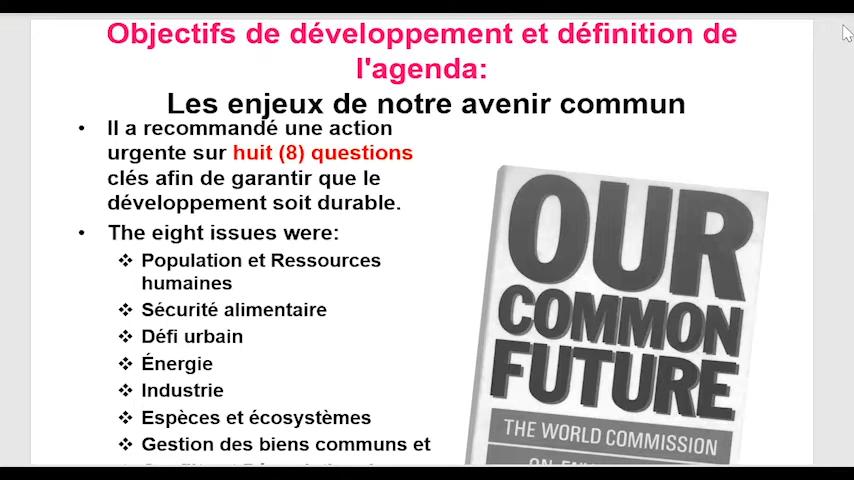 Objectifs de développement et définition de
l'agenda:
Les enjeux de notre avenir commun
• Il a recommandé une action
urgente sur huit (8) questions
clés afin de garantir que le
développement soit durable.
• The eight issues were:
❖ Population et Ressources
humaines
❖ Sécurité alimentaire
❖ Défi urbain
❖ Énergie
❖ Industrie
❖ Espèces et écosystèmes
❖ Gestion des biens communs et
OUR
COMMON
FUTURE
THE WORLD COMMISSION